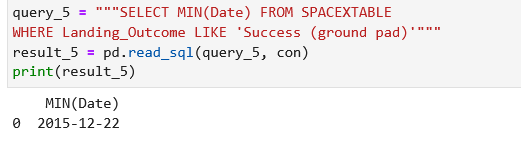 query_5 = """SELECT MIN(Date) FROM SPACEXTABLE
WHERE Landing_Outcome LIKE 'Success (ground pad)'"""
result_5 = pd.read_sql(query_5, con)
print(result_5)
MIN(Date)
0 2015-12-22